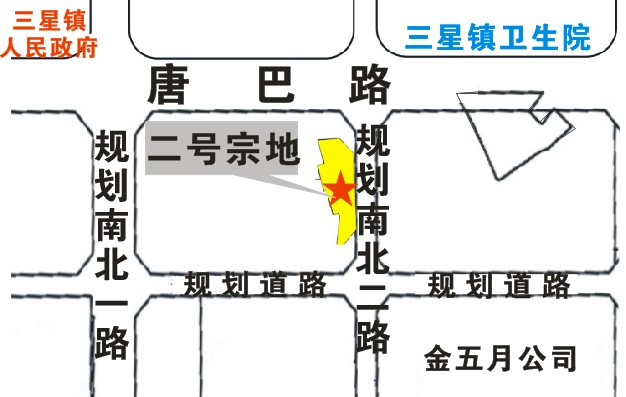 三星镇
人民政府
三星镇卫生院
唐巴路
二号宗地
规划南北一路
规划南北二路
规划道路
规划道路
金五月公司